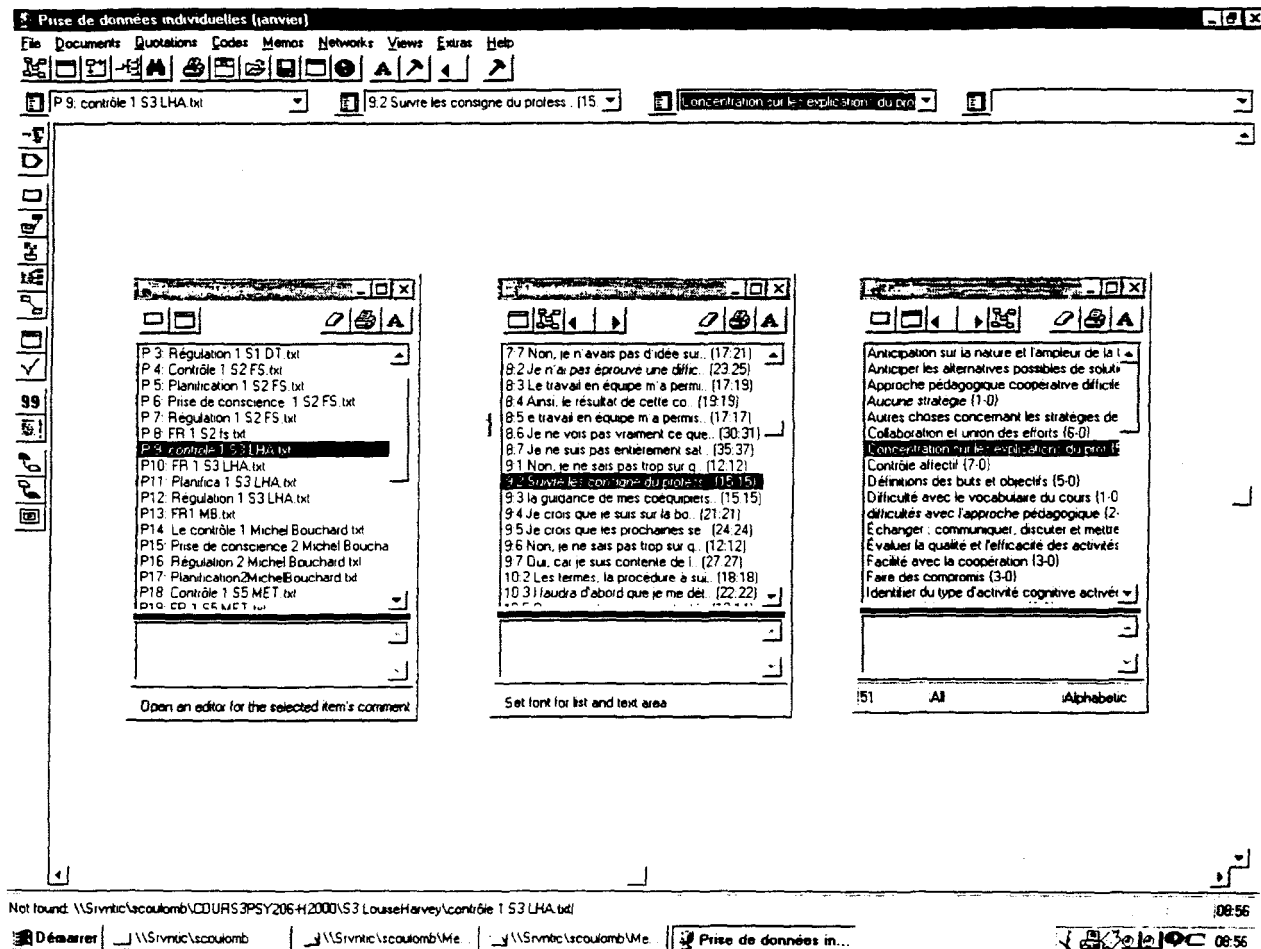 Prise de données individuelles (janvier)
File Documents Quotations Codes Memos Networks Views Extras Help
P 9: contrôle 1 S3 LHA.txt
9:2 Suivre les consigne du profess.. (15:
Concentration sur les explications du pro
P 3: Régulation 1 S1 DT.txt
P 4: Contrôle 1 S2 FS.txt
P 5: Planification 1 S2 FS.txt
P 6: Prise de conscience 1 S2 FS.txt
P 7: Régulation 1 S2 FS.txt
P 8: FR 1 S2 fs txt
P 9: contrôle 1 S3 LHA.txt
P10: FR 1 S3 LHA.txt
P11: Planifica 1 S3 LHA.txt
P12: Régulation 1 S3 LHA.txt
P13: FR1 MB.txt
P14: Le contrôle 1 Michel Bouchard.txt
P15: Prise de conscience 2 Michel Boucha
P16: Régulation 2 Michel Bouchard.txt
P17: Planification2MichelBouchard.txt
P18: Contrôle 1 S5 MET.txt
P19: FR 1 S5 MET.txt
Open an editor for the selected item's comment
7:7 Non, je n'avais pas d'idée sur.. (17:21)
8:2 Je n'ai pas éprouvé une diffic.. (23:25)
8:3 Le travail en équipe m'a permi.. (17:19)
8:4 Ainsi, le résultat de cette co.. (19:19)
8:5 e travail en équipe m'a permis.. (17:17)
8:6 Je ne vois pas vraiment ce que.. (30:31)
8:7 Je ne suis pas entièrement sat.. (35:37)
9:1 Non, je ne sais pas trop sur q.. (12:12)
9:2 Suivre les consigne du profess.. (15:15)
9:3 la guidance de mes coéquipiers.. (15:15)
9:4 Je crois que je suis sur la bo.. (21:21)
9:5 Je crois que les prochaines se.. (24:24)
9:6 Non, je ne sais pas trop sur q.. (12:12)
9:7 Oui, car je suis contente de l.. (27:27)
10:2 Les termes, la procédure à sui.. (18:18)
10:3 l faudra d'abord que je me dét.. (22:22)
Set font for list and text area
Anticipation sur la nature et l'ampleur de la t
Anticiper les alternatives possibles de soluti
Approche pédagogique coopérative difficile
Aucune stratégie {1-0}
Autres choses concernant les stratégies de
Collaboration et union des efforts {6-0}
Concentration sur les explications du prof {5
Contrôle affectif {7-0}
Définitions des buts et objectifs {5-0}
Difficulté avec le vocabulaire du cours {1-0
difficultés avec l'approche pédagogique {2-
Échanger : communiquer, discuter et mettre
Évaluer la qualité et l'efficacité des activités
Facilité avec la coopération {3-0}
Faire des compromis {3-0}
Identifier du type d'activité cognitive activée
51 All Alphabetic
Not found: \\Srvntic\scoulomb\COURS3PSY206-H2000\S3 LouiseHarvey\contrôle 1 S3 LHA.txt/
08:56
Démarrer \\Srvntic\scoulomb \\Srvntic\scoulomb\Me... \\Srvntic\scoulomb\Me... Prise de données in... 08:56